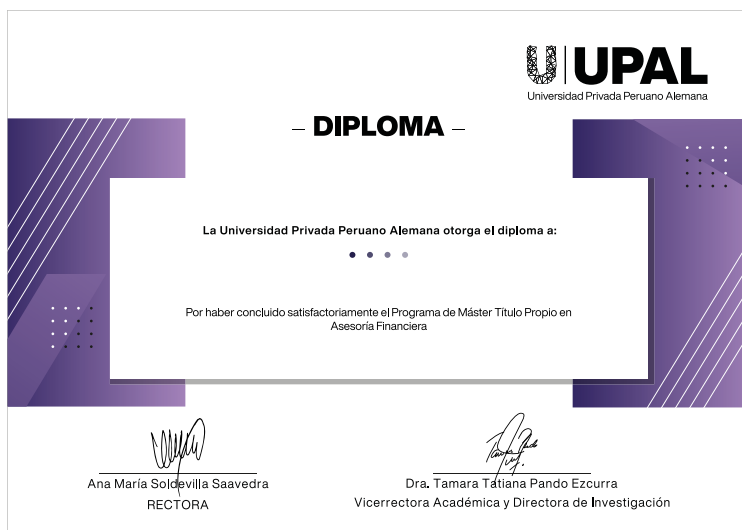 UPAL
Universidad Privada Peruano Alemana
– DIPLOMA –
La Universidad Privada Peruano Alemana otorga el diploma a:
Por haber concluido satisfactoriamente el Programa de Máster Título Propio en
Asesoría Financiera
Ana María Soldevilla Saavedra
RECTORA
Dra. Tamara Tatiana Pando Ezcurra
Vicerrectora Académica y Directora de Investigación